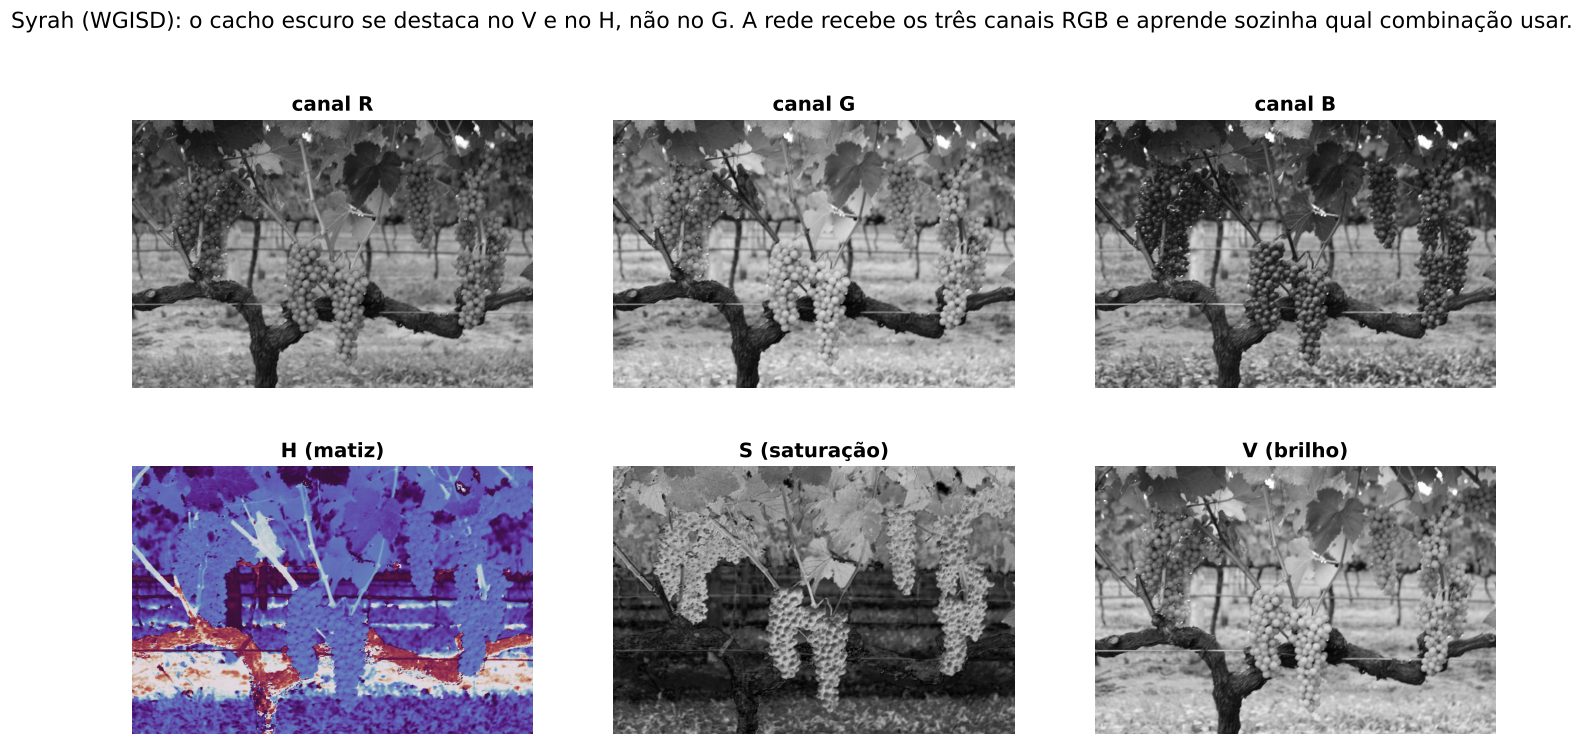 Syrah (WGISD): o cacho escuro se destaca no V e no H, não no G. A rede recebe os três canais RGB e aprende sozinha qual combinação usar.
canal R
canal G
canal B
H (matiz)
S (saturação)
V (brilho)